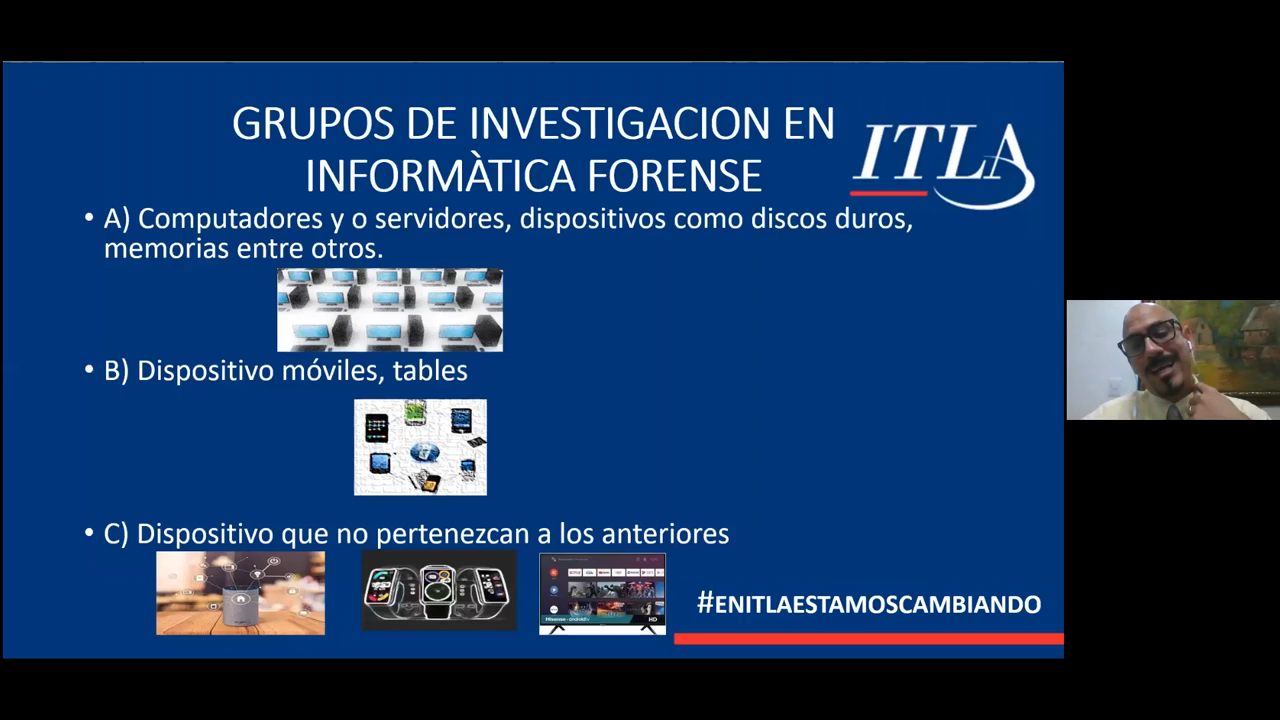 GRUPOS DE INVESTIGACION EN
INFORMÀTICA FORENSE
ITLA
• A) Computadores y o servidores, dispositivos como discos duros,
memorias entre otros.
• B) Dispositivo móviles, tables
• C) Dispositivo que no pertenezcan a los anteriores
HD
#ENITLAESTAMOSCAMBIANDO